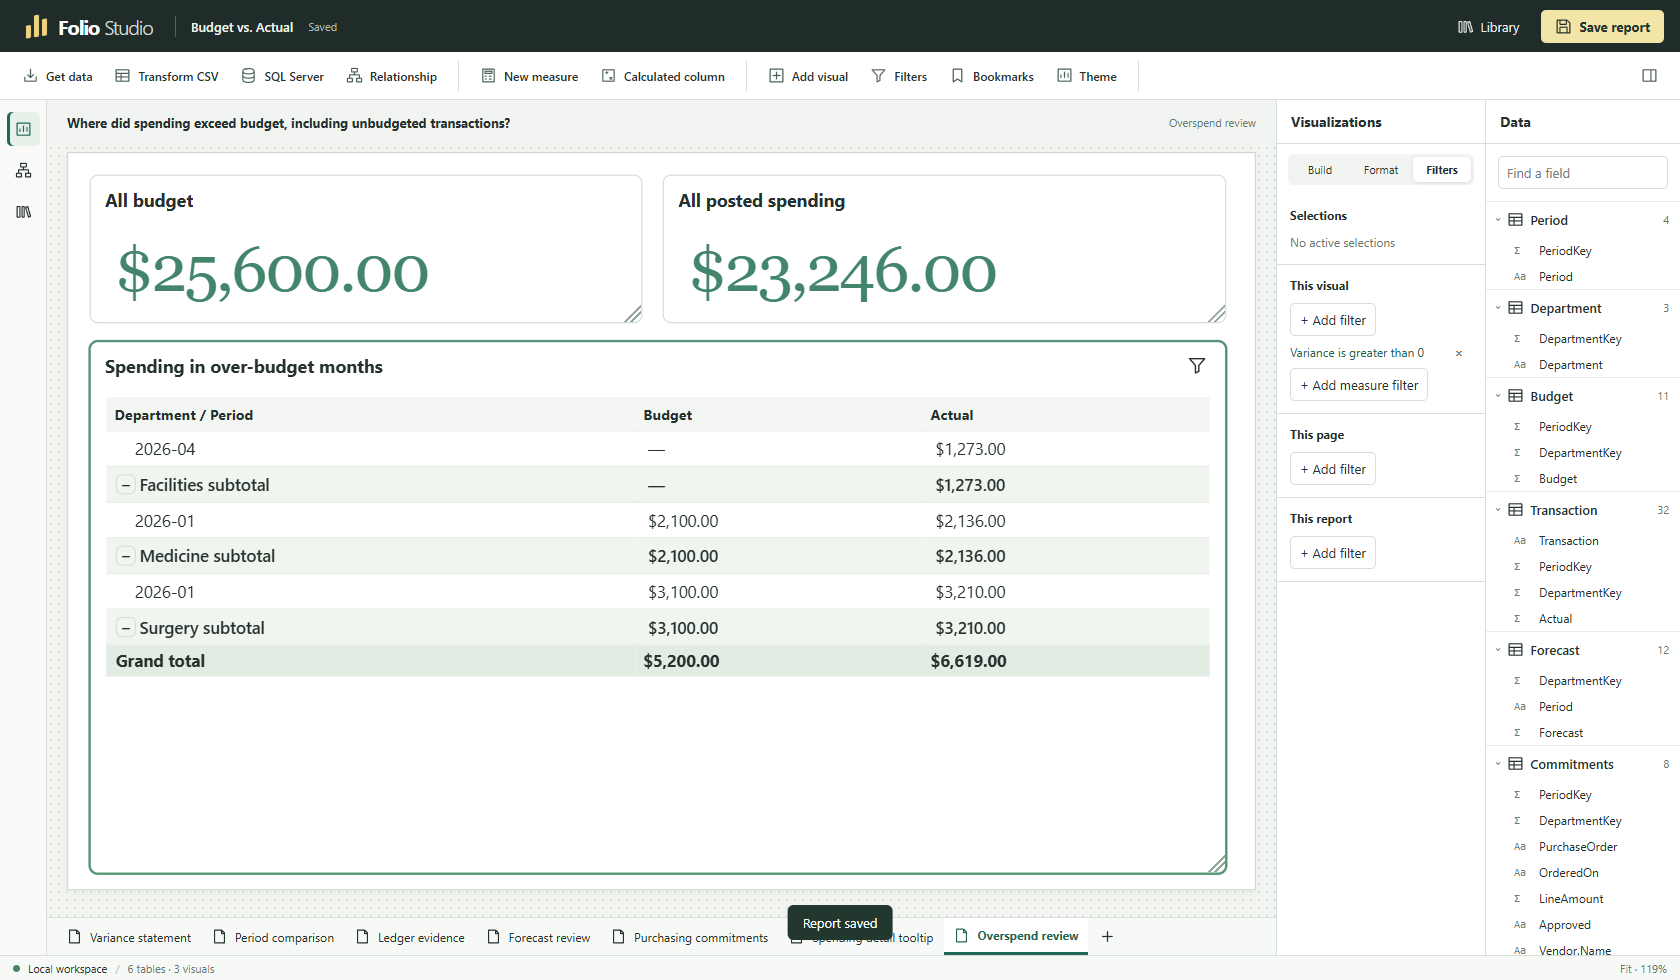 Folio Studio
Budget vs. Actual
Saved
Library
Save report
Get data
Transform CSV
SQL Server
Relationship
New measure
Calculated column
Add visual
Filters
Bookmarks
Theme
Where did spending exceed budget, including unbudgeted transactions?
Overspend review
All budget
$25,600.00
All posted spending
$23,246.00
Spending in over-budget months
Department / Period Budget Actual
2026-04 — $1,273.00
− Facilities subtotal — $1,273.00
2026-01 $2,100.00 $2,136.00
− Medicine subtotal $2,100.00 $2,136.00
2026-01 $3,100.00 $3,210.00
− Surgery subtotal $3,100.00 $3,210.00
Grand total $5,200.00 $6,619.00
Visualizations
Build Format Filters
Selections
No active selections
This visual
+ Add filter
Variance is greater than 0 ×
+ Add measure filter
This page
+ Add filter
This report
+ Add filter
Data
Find a field
Period 4
Σ PeriodKey
Aa Period
Department 3
Σ DepartmentKey
Aa Department
Budget 11
Σ PeriodKey
Σ DepartmentKey
Σ Budget
Transaction 32
Aa Transaction
Σ PeriodKey
Σ DepartmentKey
Σ Actual
Forecast 12
Σ DepartmentKey
Aa Period
Σ Forecast
Commitments 8
Σ PeriodKey
Σ DepartmentKey
Aa PurchaseOrder
Aa OrderedOn
Σ LineAmount
Aa Approved
Aa Vendor.Name
Variance statement
Period comparison
Ledger evidence
Forecast review
Purchasing commitments
Report saved
tooltip
Overspend review
+
Local workspace / 6 tables · 3 visuals
Fit · 119%